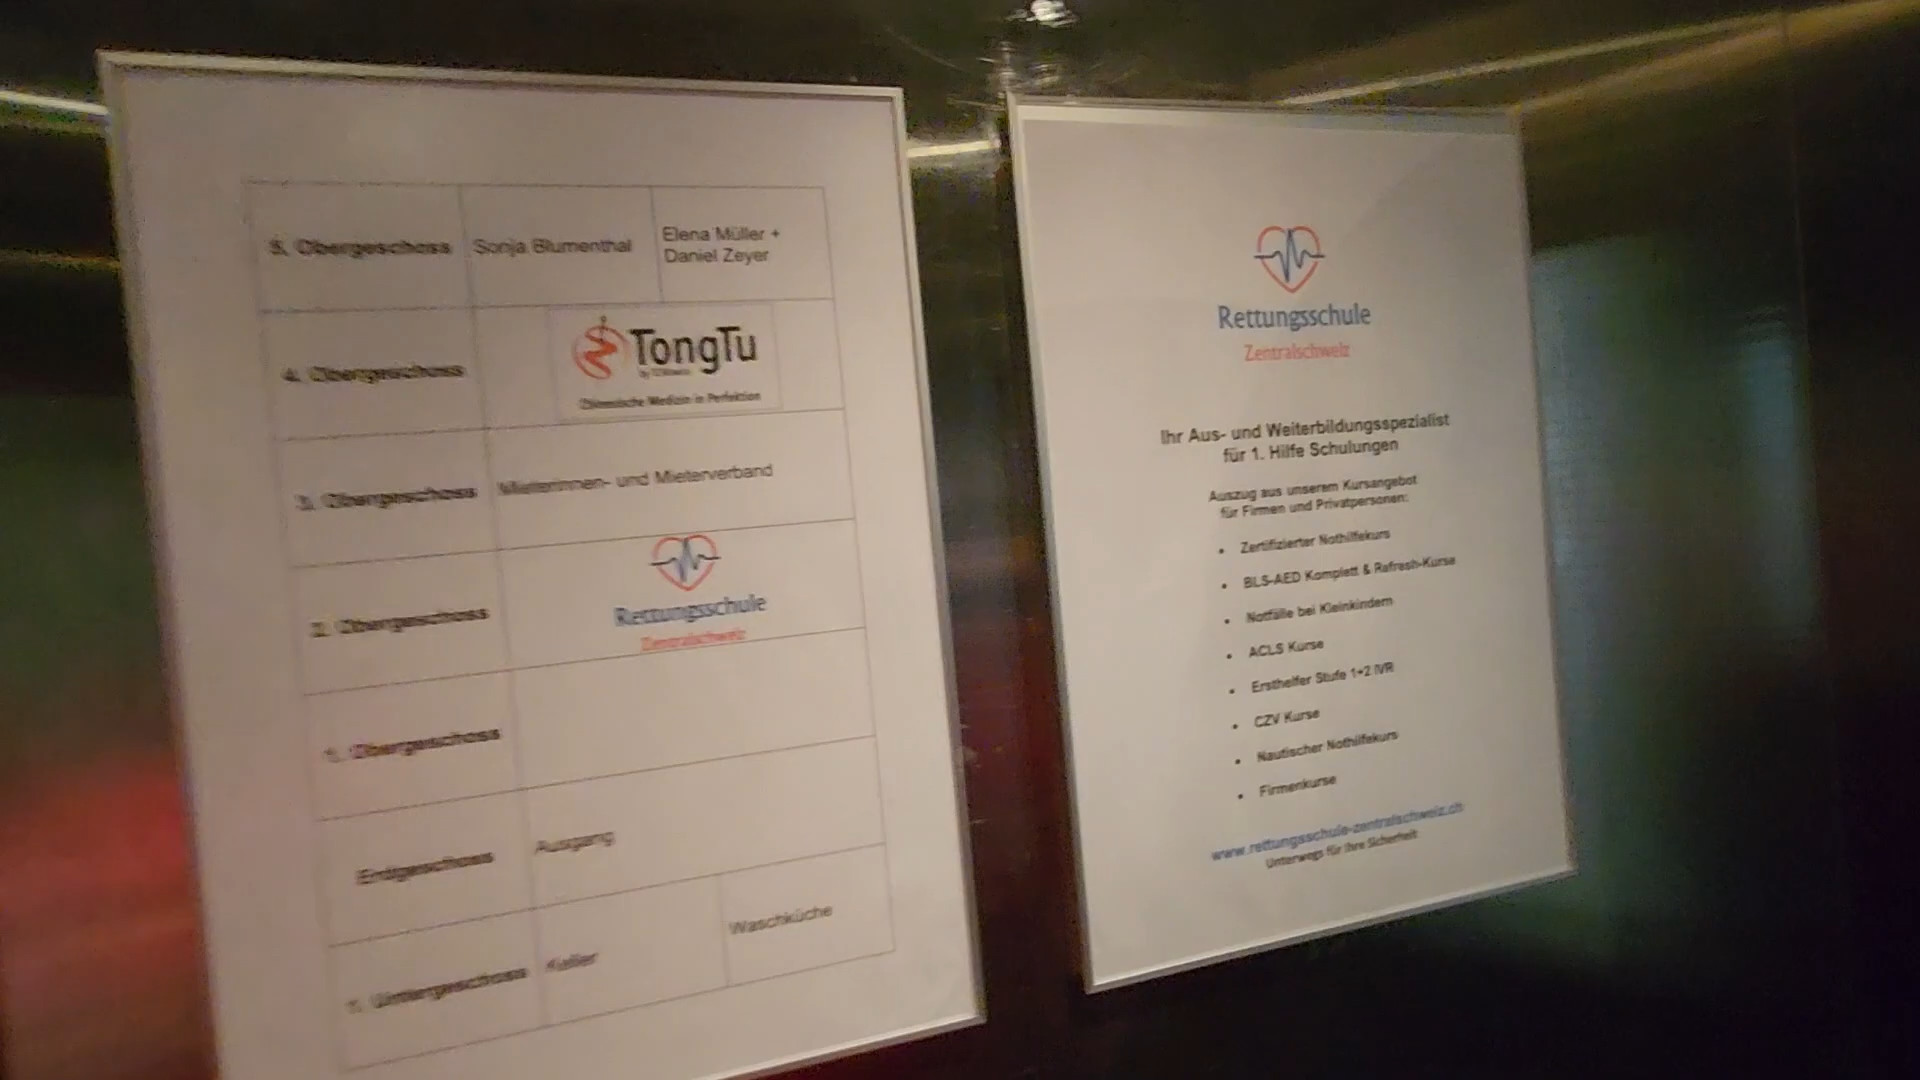 5. Obergeschoss
Sonja Blumenthal
Elena Müller +
Daniel Zeyer
4. Obergeschoss
TongTu
Chinesische Medizin in Perfektion
3. Obergeschoss
Mieterinnen- und Mieterverband
2. Obergeschoss
Rettungsschule
Zentralschweiz
1. Obergeschoss
Erdgeschoss
Ausgang
1. Untergeschoss
Keller
Waschküche
Rettungsschule
Zentralschweiz
Ihr Aus- und Weiterbildungsspezialist
für 1. Hilfe Schulungen
Auszug aus unserem Kursangebot
für Firmen und Privatpersonen:
• Zertifizierter Nothilfekurs
• BLS-AED Komplett & Refresh-Kurse
• Notfälle bei Kleinkindern
• ACLS Kurse
• Ersthelfer Stufe 1+2 IVR
• CZV Kurse
• Nautischer Nothilfekurs
• Firmenkurse
www.rettungsschule-zentralschweiz.ch
Unterwegs für Ihre Sicherheit